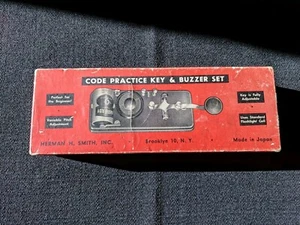 CODE PRACTICE KEY & BUZZER SET
Perfect for
the Beginner!
Key is Fully
Adjustable
Variable Pitch
Adjustment
Uses Standard
Flashlight Cell
HERMAN H. SMITH, INC.
Brooklyn 10, N. Y.
Made in Japan